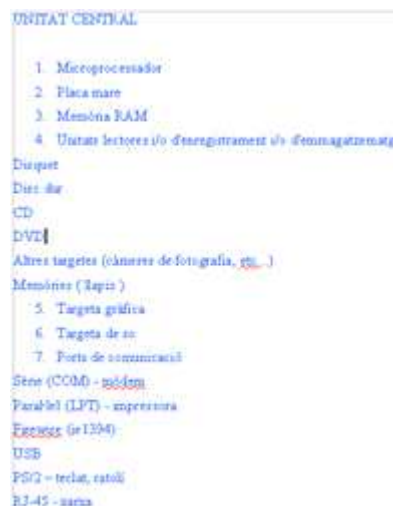 UNITAT CENTRAL
1. Microprocessador
2. Placa mare
3. Memòria RAM
4. Unitats lectores i/o d'enregistrament i/o d'emmagatzematg
Disquet
Disc dur
CD
DVD
Altres targetes (càmeres de fotografia, etc...)
Memòries ( llapis )
5. Targeta gràfica
6. Targeta de so
7. Ports de comunicació
Sèrie (COM) - mòdem
Paral·lel (LPT) - impressora
Firewire (ie1394)
USB
PS/2 – teclat, ratolí
RJ-45 - xarxa